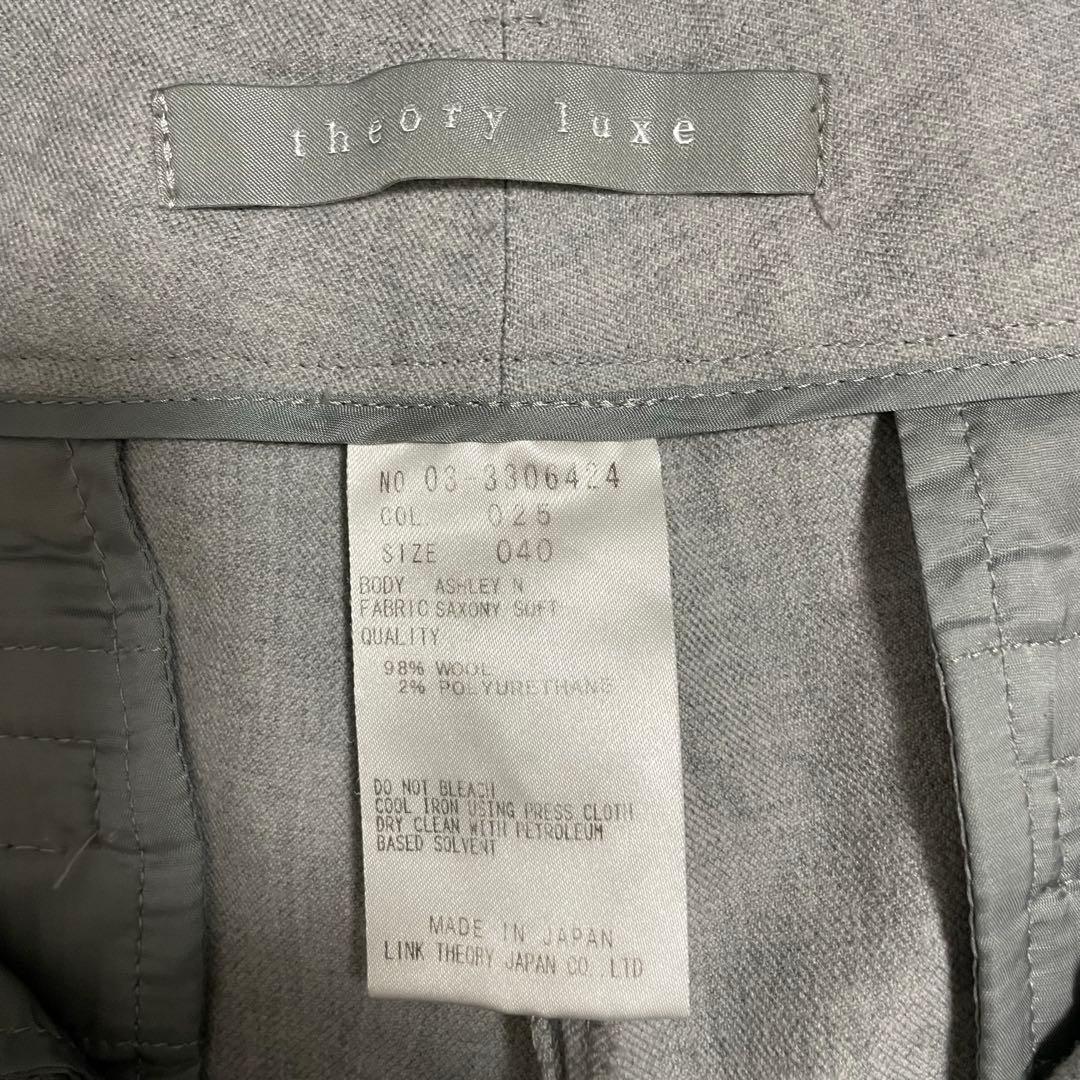 theory luxe
NO 03-3306424
COL. 025
SIZE 040
BODY ASHLEY N
FABRIC SAXONY SOFT
QUALITY
98% WOOL
2% POLYURETHANE
DO NOT BLEACH
COOL IRON USING PRESS CLOTH
DRY CLEAN WITH PETROLEUM
BASED SOLVENT
MADE IN JAPAN
LINK THEORY JAPAN CO. LTD